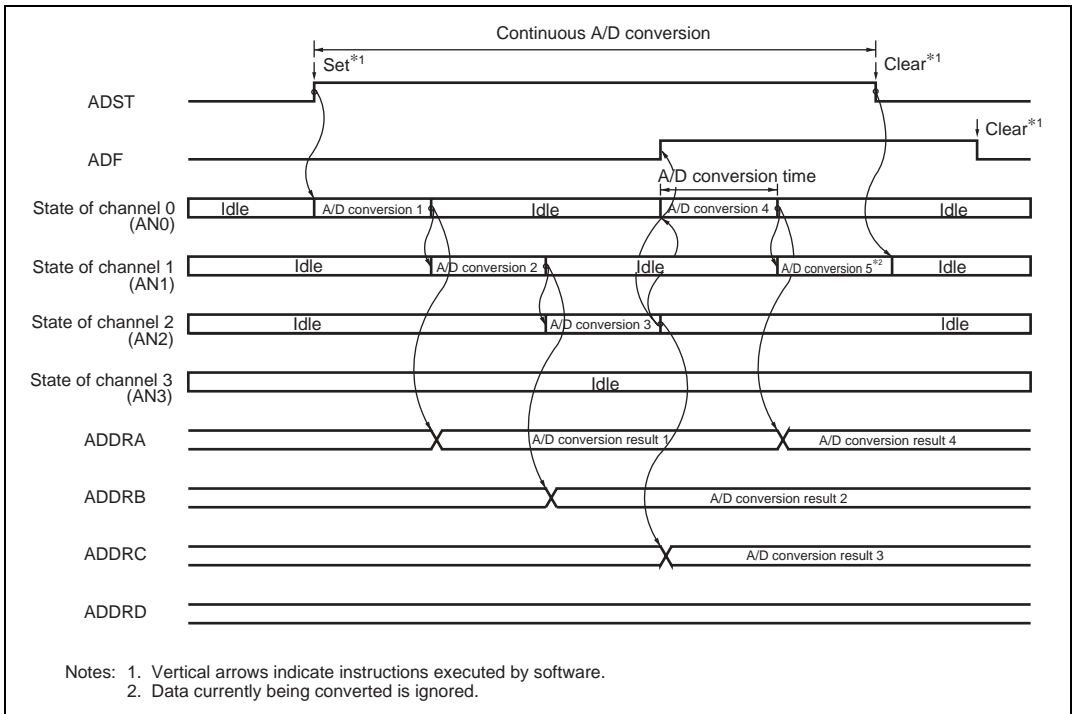 Continuous A/D conversion
Set*1
Clear*1
ADST
Clear*1
ADF
A/D conversion time
State of channel 0
(AN0)
Idle
A/D conversion 1
Idle
A/D conversion 4
Idle
State of channel 1
(AN1)
Idle
A/D conversion 2
Idle
A/D conversion 5*2
Idle
State of channel 2
(AN2)
Idle
A/D conversion 3
Idle
State of channel 3
(AN3)
Idle
ADDRA
A/D conversion result 1
A/D conversion result 4
ADDRB
A/D conversion result 2
ADDRC
A/D conversion result 3
ADDRD
Notes: 1. Vertical arrows indicate instructions executed by software.
2. Data currently being converted is ignored.